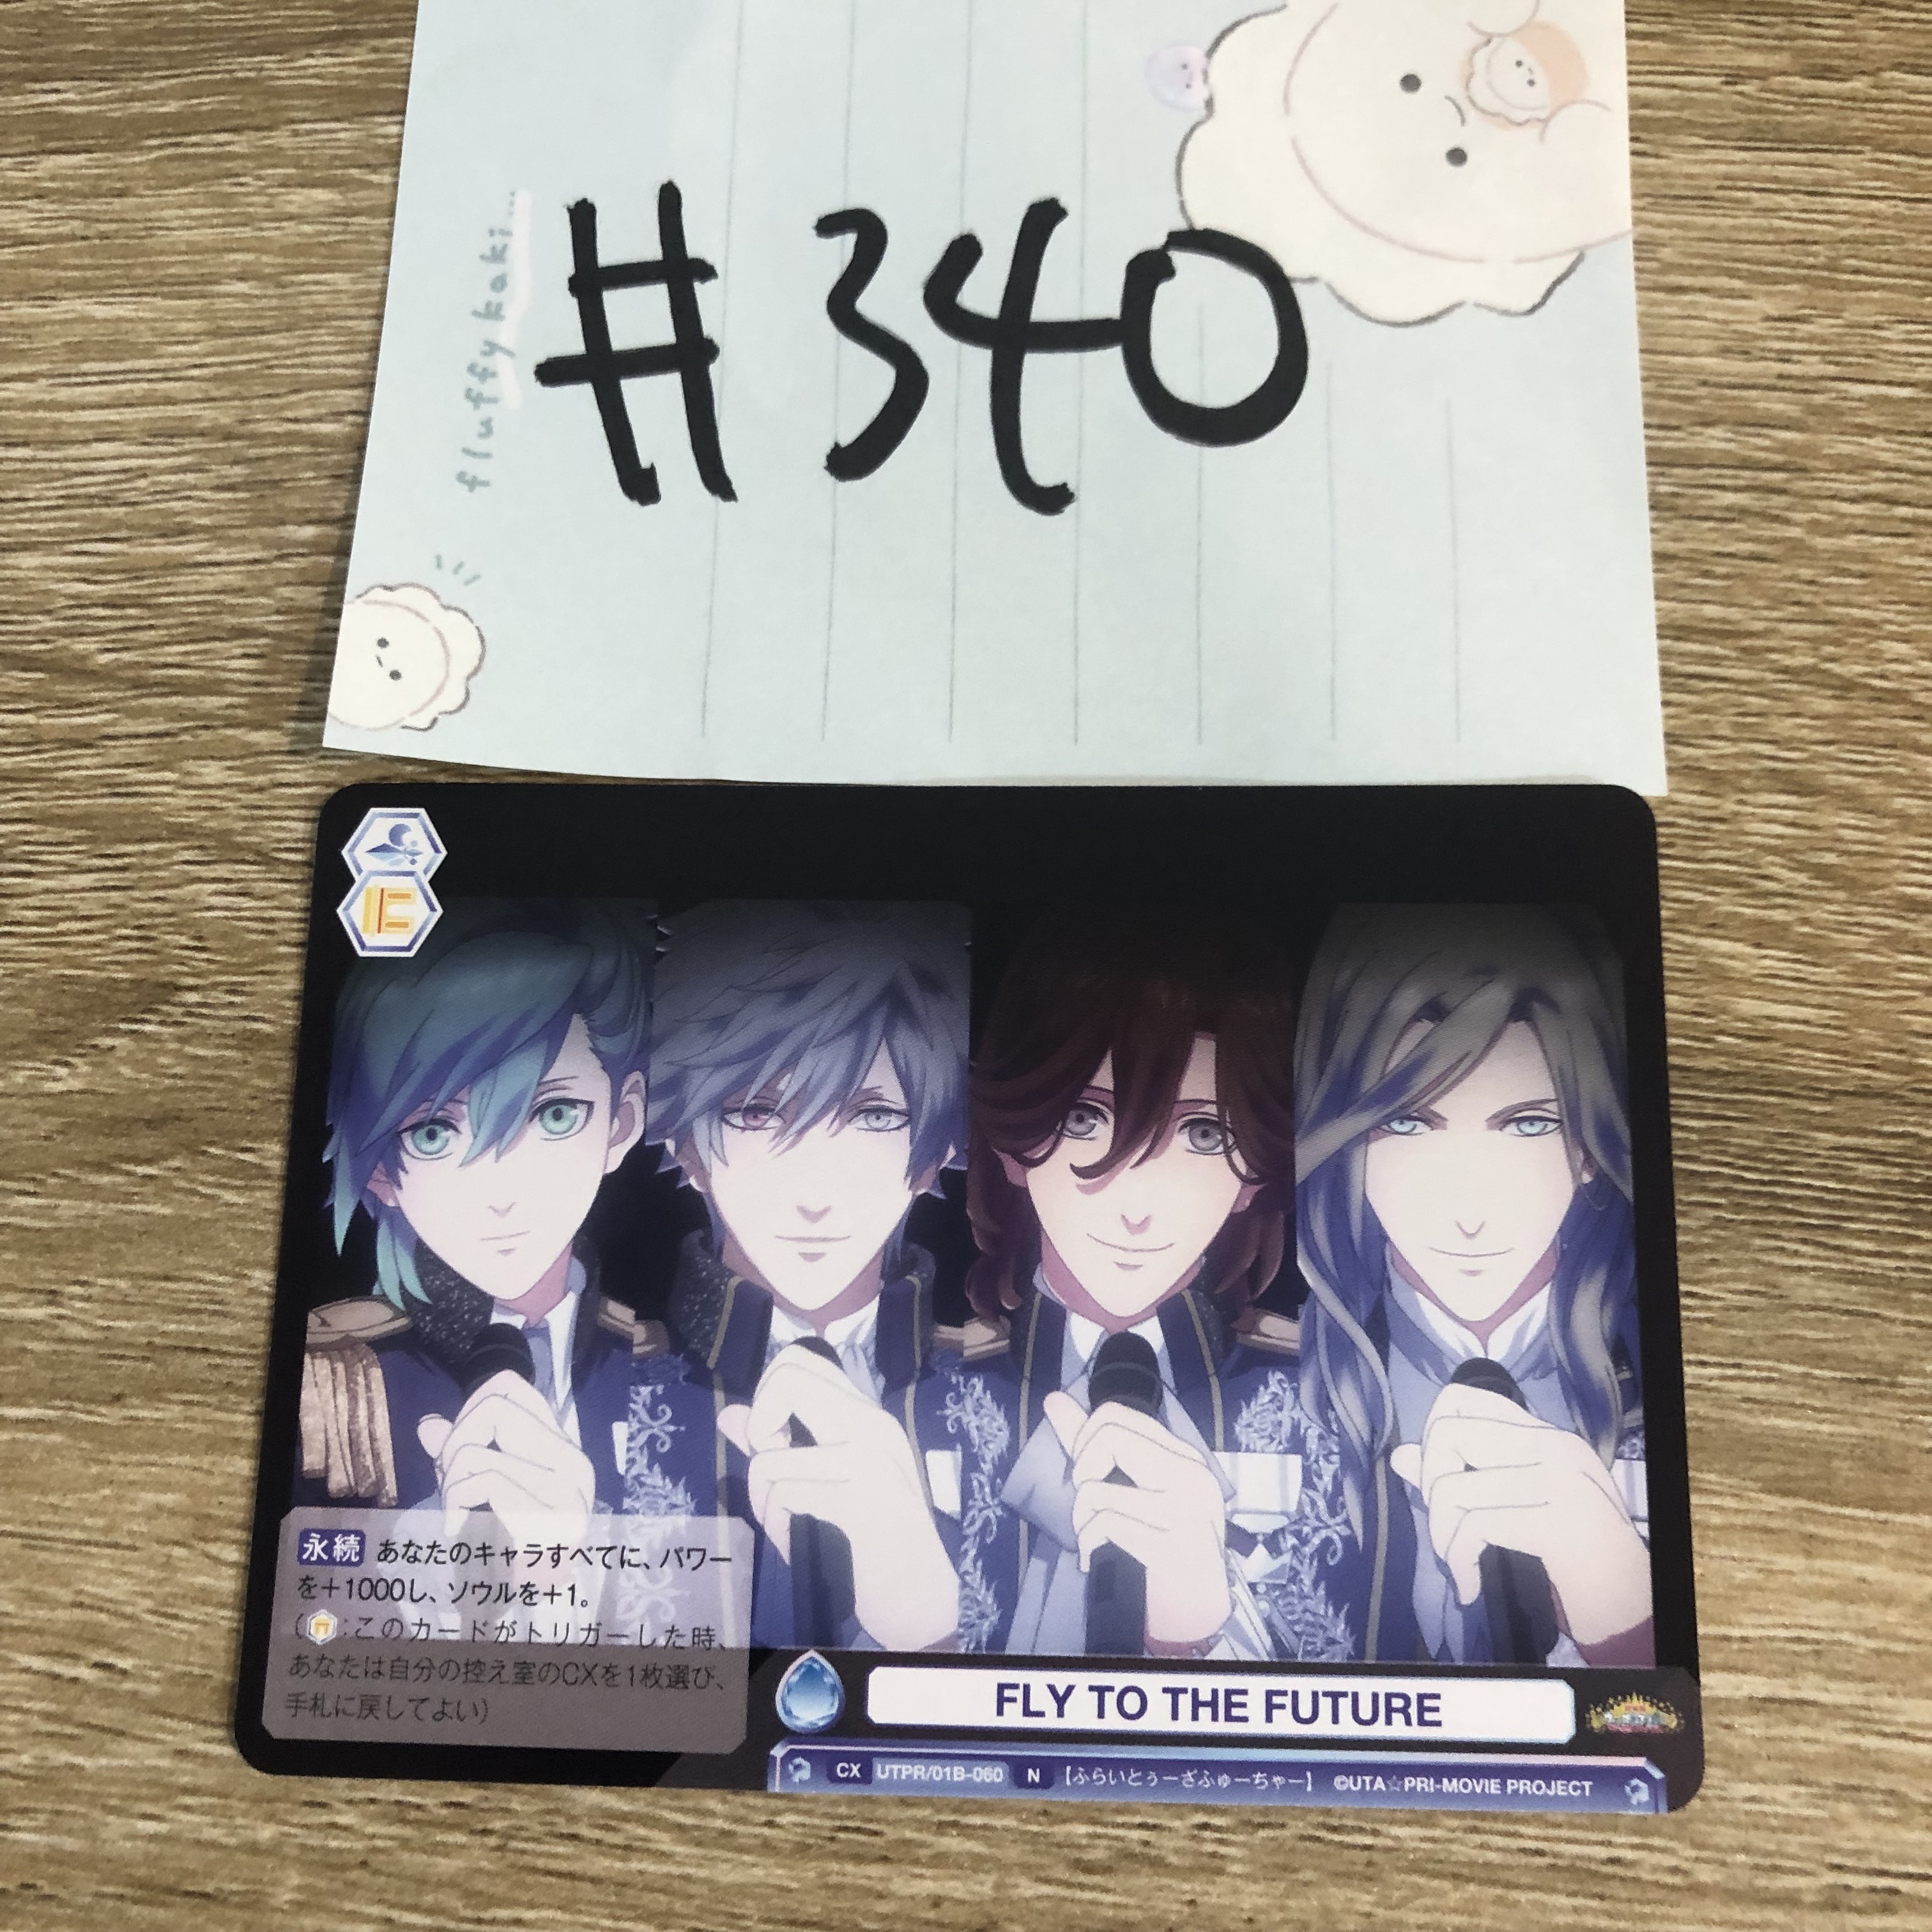 fluffy kaki...
#340
永続 あなたのキャラすべてに、パワー
を+1000し、ソウルを+1。
(:このカードがトリガーした時、
あなたは自分の控え室のCXを1枚選び、
手札に戻してよい)
FLY TO THE FUTURE
CX UTPR/01B-060 N 【ふらいとぅーざふゅーちゃー】 ©UTA☆PRI-MOVIE PROJECT